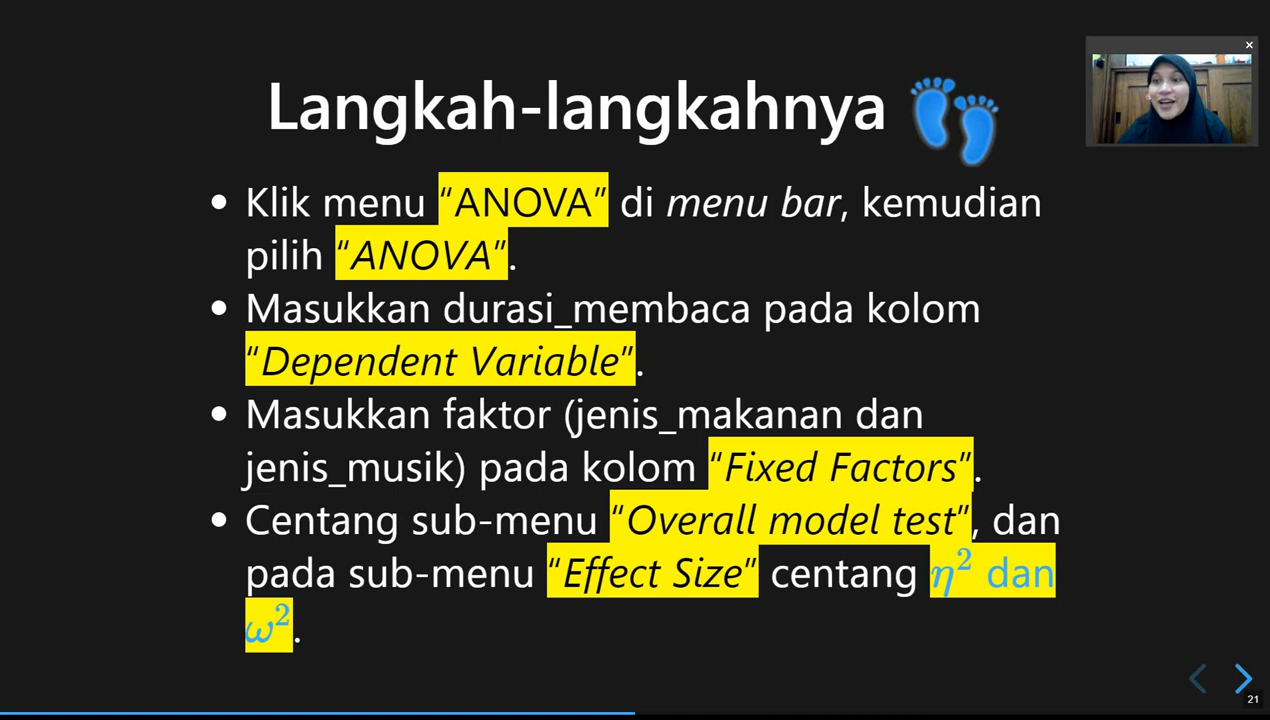 Langkah-langkahnya
• Klik menu “ANOVA” di menu bar, kemudian
pilih “ANOVA”.
• Masukkan durasi_membaca pada kolom
“Dependent Variable”.
• Masukkan faktor (jenis_makanan dan
jenis_musik) pada kolom “Fixed Factors”.
• Centang sub-menu “Overall model test”, dan
pada sub-menu “Effect Size” centang η² dan
ω².
21